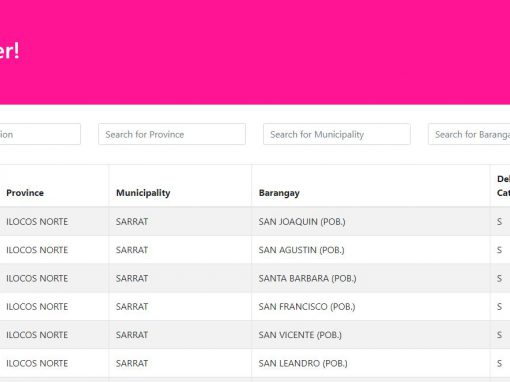 er!
ion Search for Province Search for Municipality Search for Baranga
Del
Province Municipality Barangay Cat
ILOCOS NORTE SARRAT SAN JOAQUIN (POB.) S
ILOCOS NORTE SARRAT SAN AGUSTIN (POB.) S
ILOCOS NORTE SARRAT SANTA BARBARA (POB.) S
ILOCOS NORTE SARRAT SAN FRANCISCO (POB.) S
ILOCOS NORTE SARRAT SAN VICENTE (POB.) S
ILOCOS NORTE SARRAT SAN LEANDRO (POB.) S